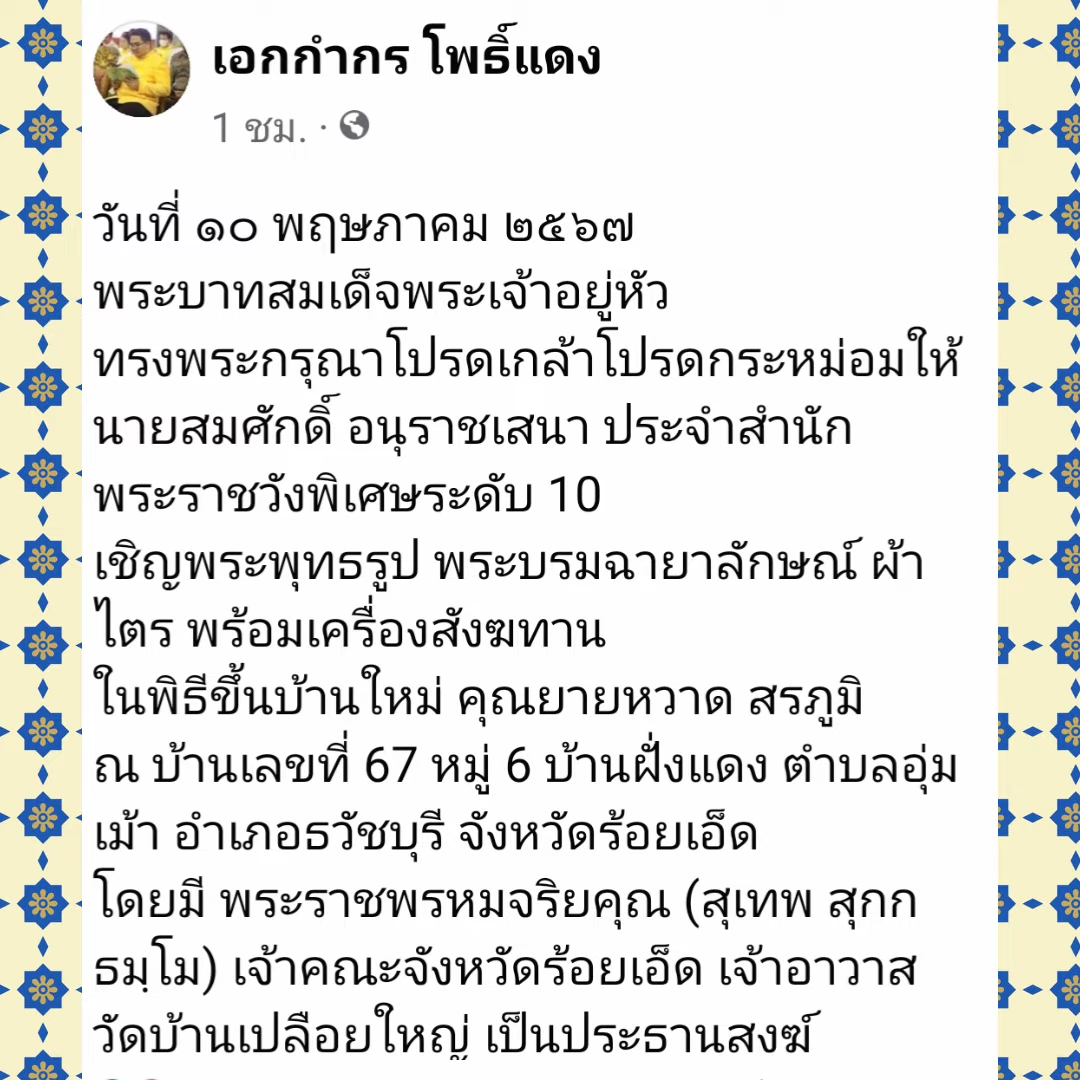 เอกกำกร โพธิ์แดง
1 ชม. ·
วันที่ ๑๐ พฤษภาคม ๒๕๖๗
พระบาทสมเด็จพระเจ้าอยู่หัว
ทรงพระกรุณาโปรดเกล้าโปรดกระหม่อมให้
นายสมศักดิ์ อนุราชเสนา ประจำสำนัก
พระราชวังพิเศษระดับ 10
เชิญพระพุทธรูป พระบรมฉายาลักษณ์ ผ้า
ไตร พร้อมเครื่องสังฆทาน
ในพิธีขึ้นบ้านใหม่ คุณยายหวาด สรภูมิ
ณ บ้านเลขที่ 67 หมู่ 6 บ้านฝั่งแดง ตำบลอุ่ม
เม้า อำเภอธวัชบุรี จังหวัดร้อยเอ็ด
โดยมี พระราชพรหมจริยคุณ (สุเทพ สุกก
ธมฺโม) เจ้าคณะจังหวัดร้อยเอ็ด เจ้าอาวาส
วัดบ้านเปลือยใหญ่ เป็นประธานสงฆ์